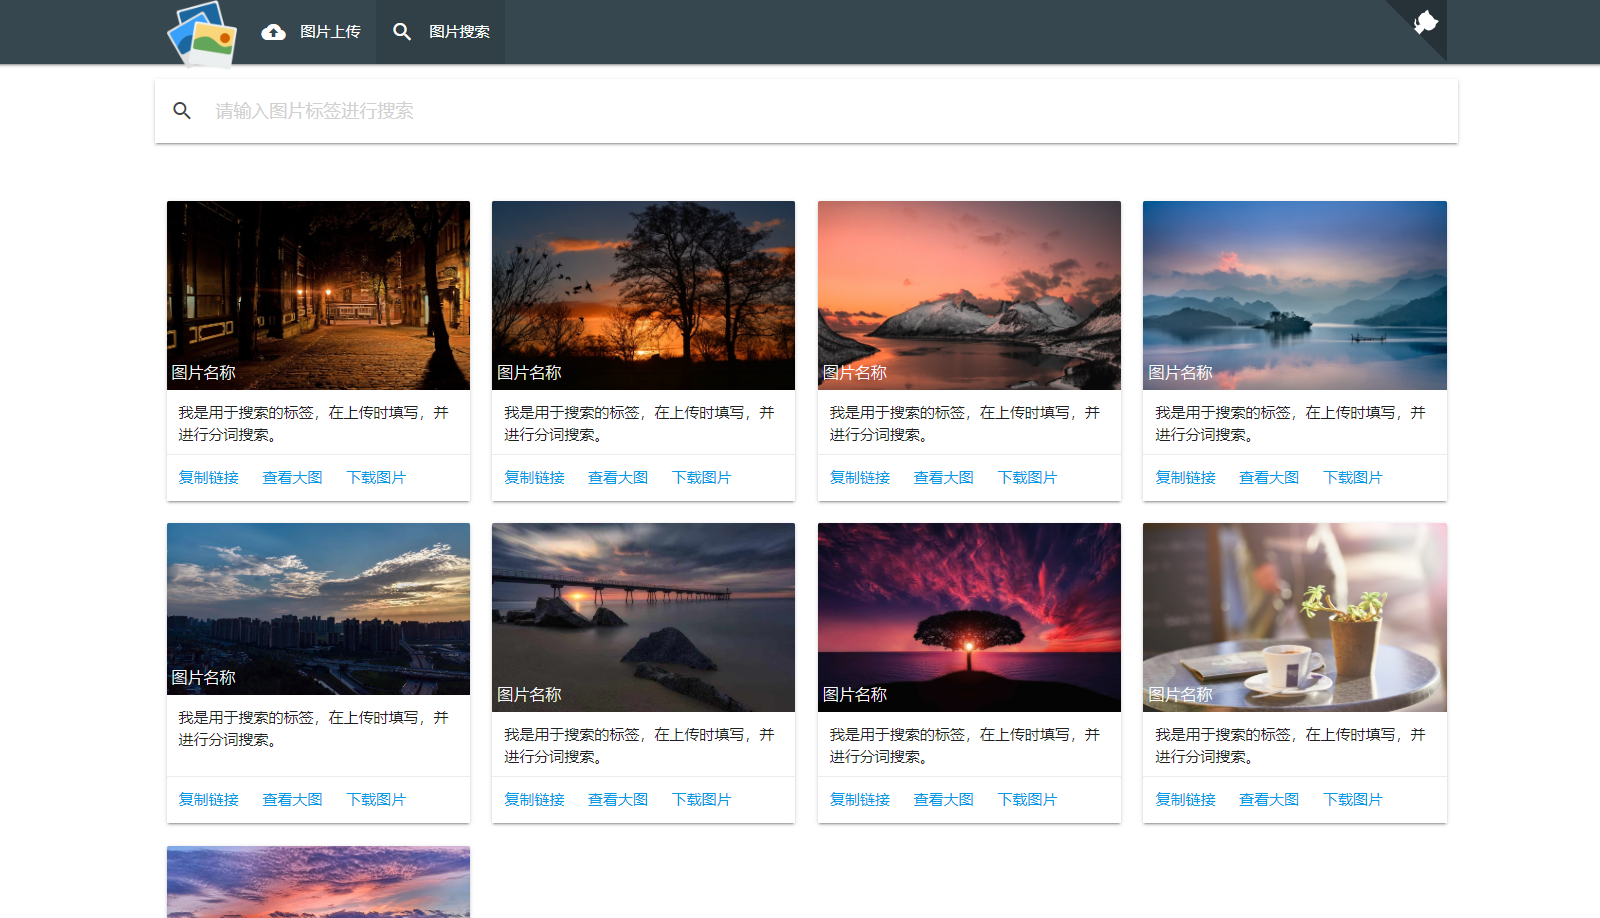 图片上传 图片搜索
请输入图片标签进行搜索
图片名称 图片名称 图片名称 图片名称
我是用于搜索的标签，在上传时填写，并
进行分词搜索。
我是用于搜索的标签，在上传时填写，并
进行分词搜索。
我是用于搜索的标签，在上传时填写，并
进行分词搜索。
我是用于搜索的标签，在上传时填写，并
进行分词搜索。
复制链接 查看大图 下载图片
复制链接 查看大图 下载图片
复制链接 查看大图 下载图片
复制链接 查看大图 下载图片
图片名称 图片名称 图片名称 图片名称
我是用于搜索的标签，在上传时填写，并
进行分词搜索。
我是用于搜索的标签，在上传时填写，并
进行分词搜索。
我是用于搜索的标签，在上传时填写，并
进行分词搜索。
我是用于搜索的标签，在上传时填写，并
进行分词搜索。
复制链接 查看大图 下载图片
复制链接 查看大图 下载图片
复制链接 查看大图 下载图片
复制链接 查看大图 下载图片